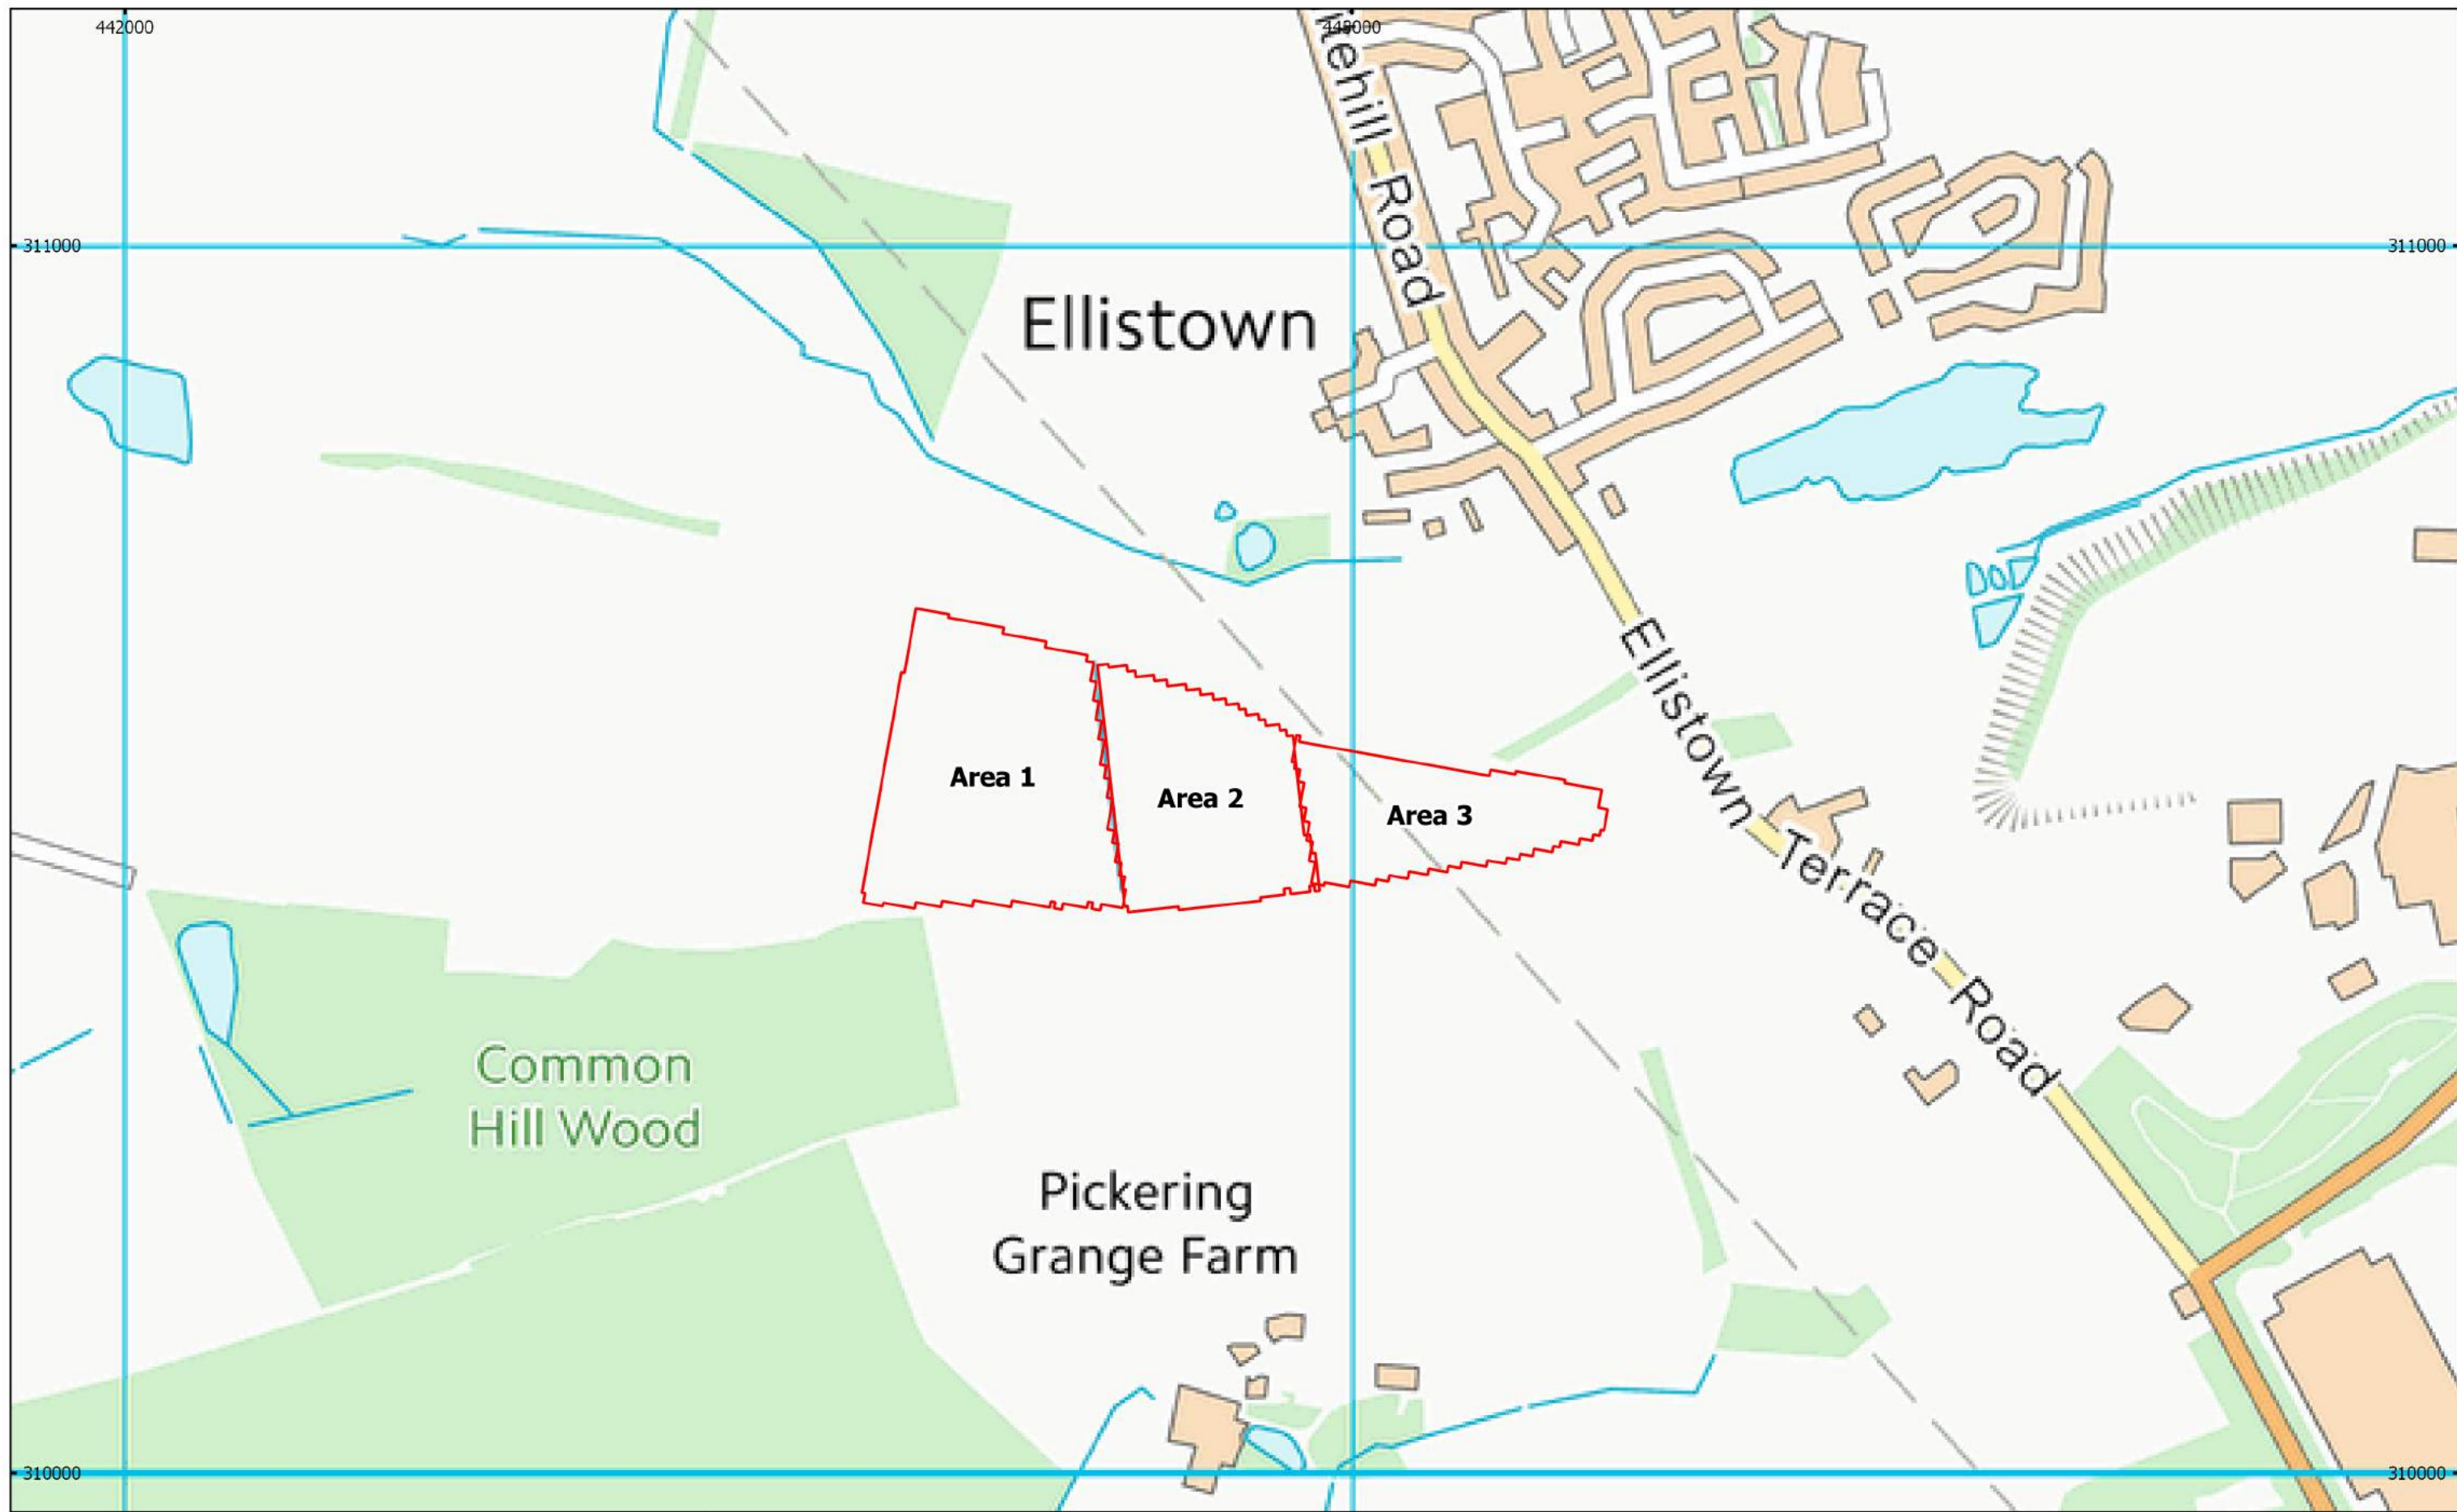 442000
443000
Road
311000
311000
Ellistown
Area 1
Area 2
Area 3
Ellistown Terrace Road
Common
Hill Wood
Pickering
Grange Farm
310000
310000